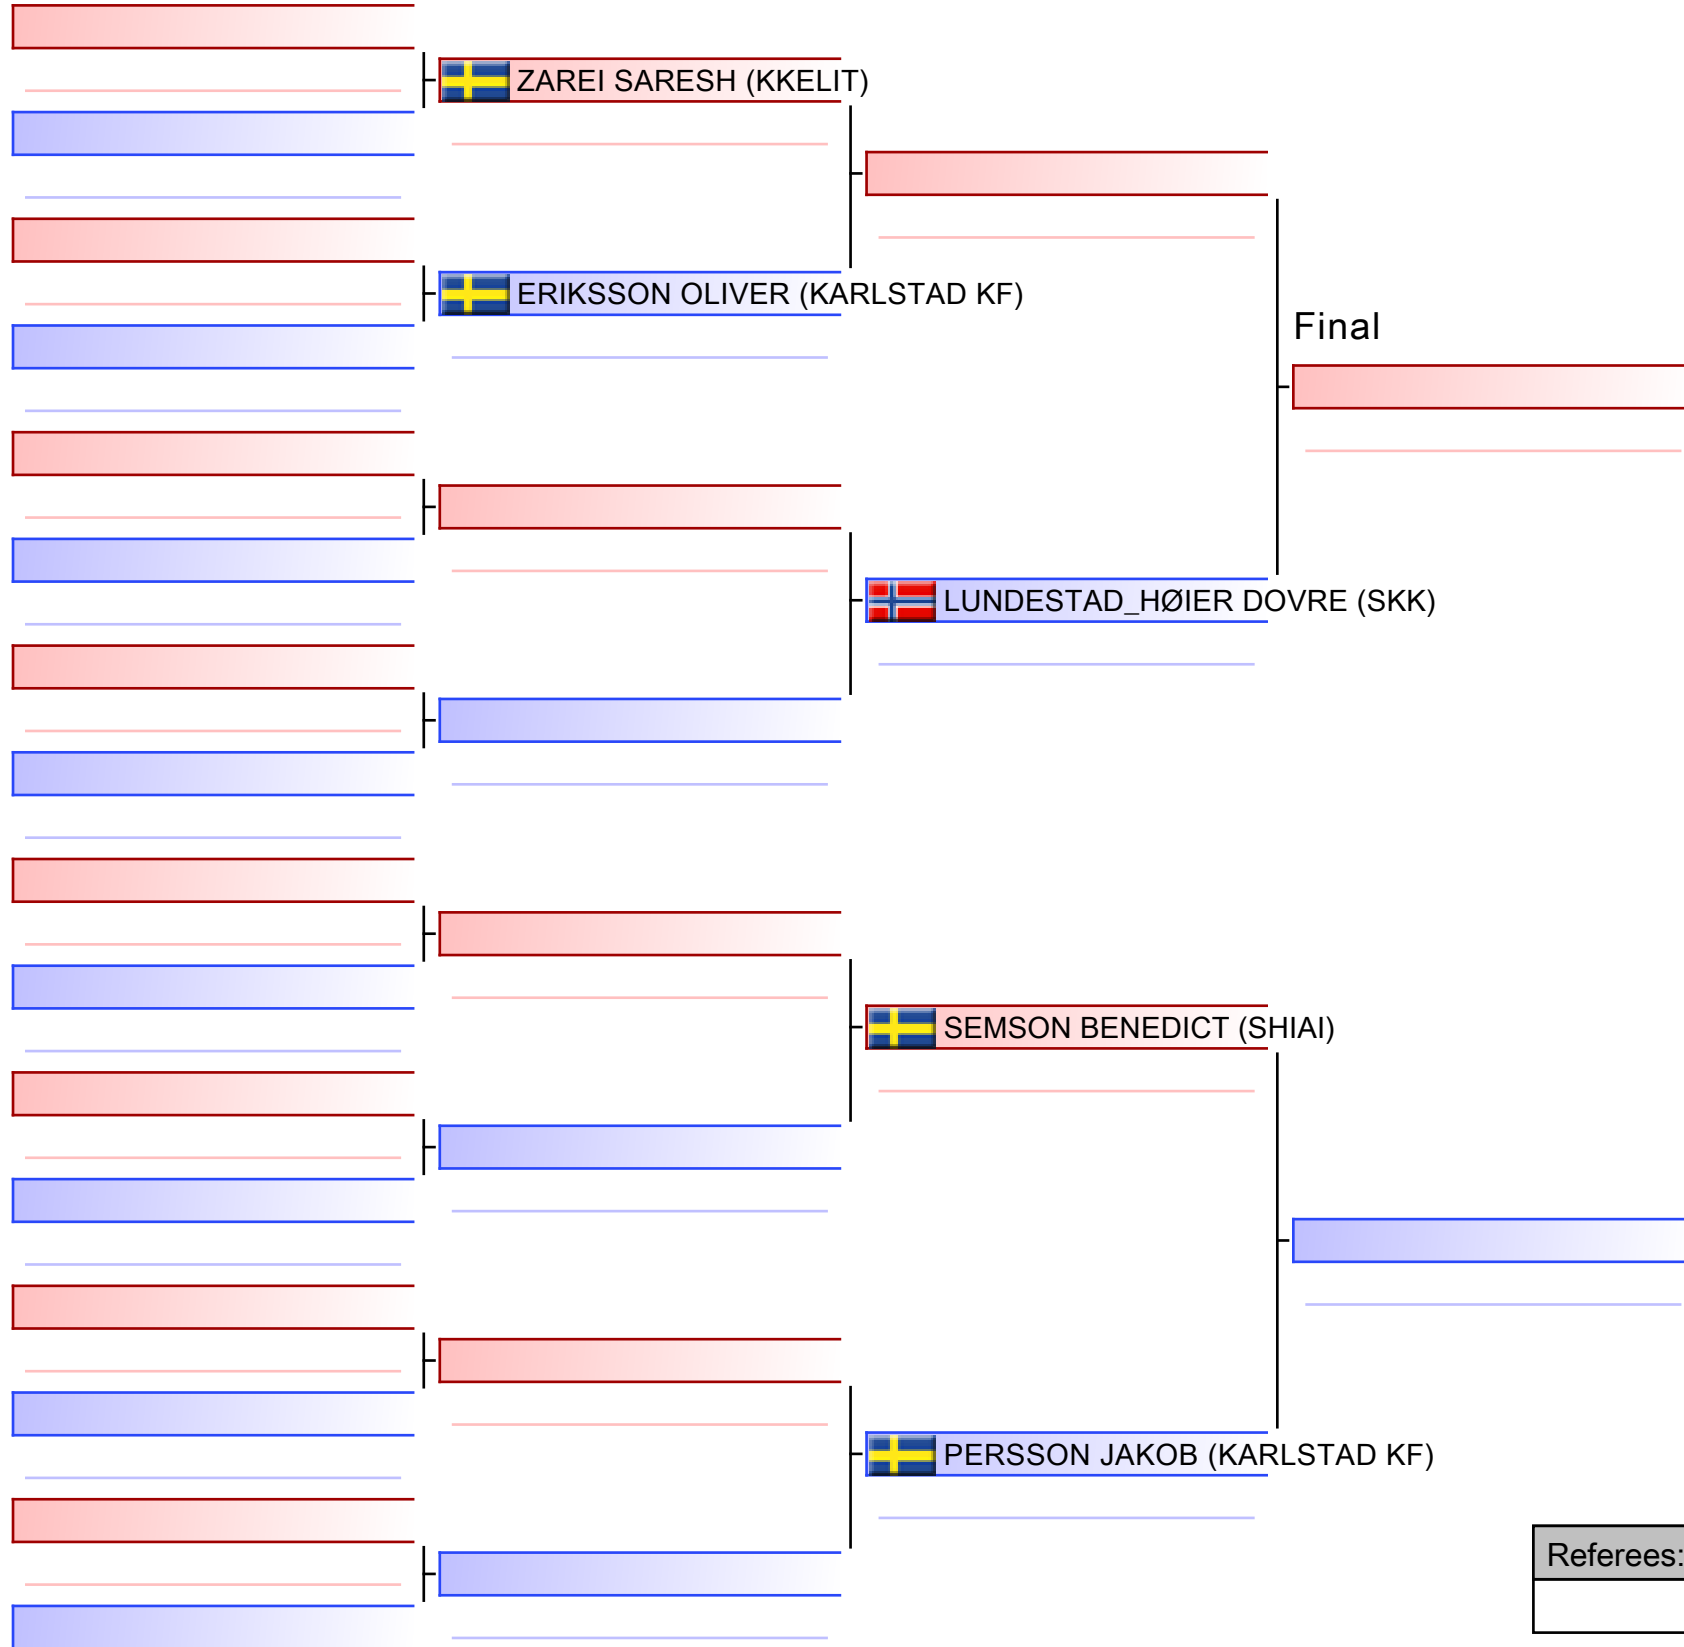 ZAREI SARESH (KKELIT)
ERIKSSON OLIVER (KARLSTAD KF)
Final
LUNDESTAD_HØIER DOVRE (SKK)
SEMSON BENEDICT (SHIAI)
PERSSON JAKOB (KARLSTAD KF)
Referees: